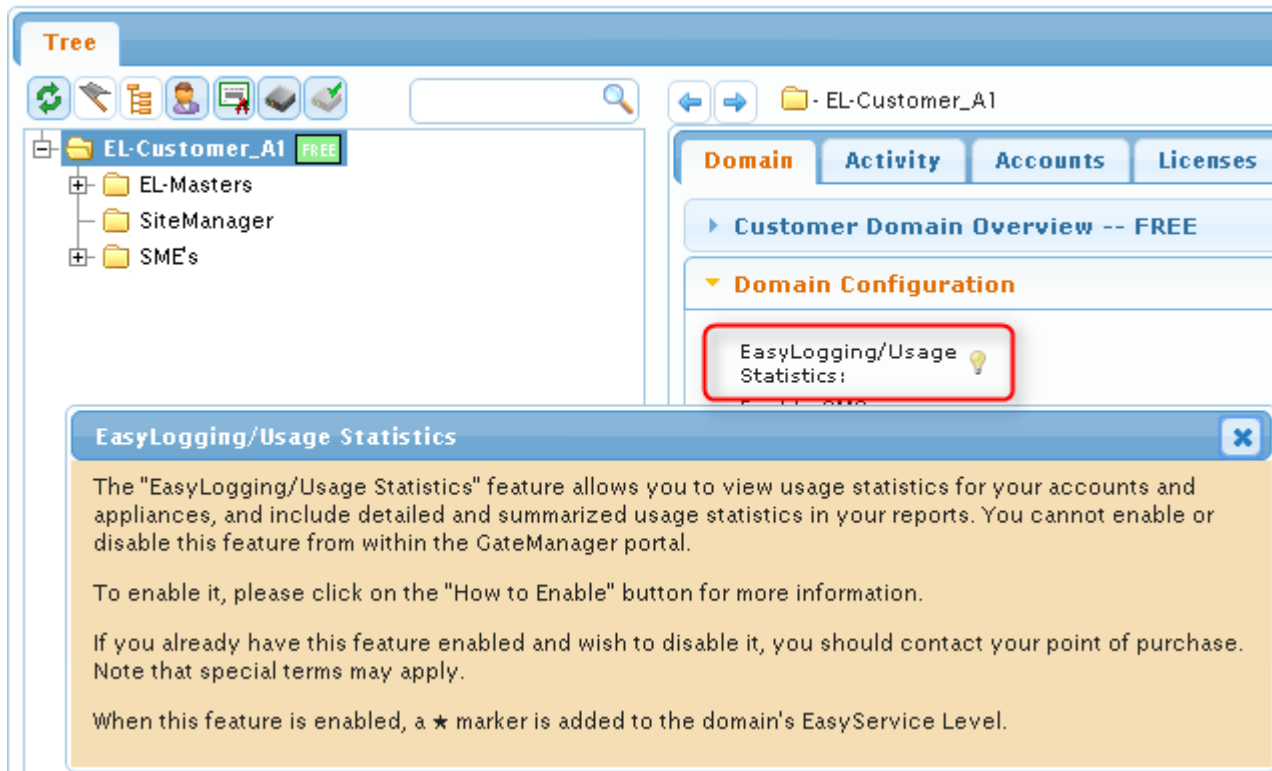 Tree
EL-Customer_A1 FREE
EL-Masters
SiteManager
SME's
- EL-Customer_A1
Domain Activity Accounts Licenses
Customer Domain Overview -- FREE
Domain Configuration
EasyLogging/Usage
Statistics:
EasyLogging/Usage Statistics
The "EasyLogging/Usage Statistics" feature allows you to view usage statistics for your accounts and
appliances, and include detailed and summarized usage statistics in your reports. You cannot enable or
disable this feature from within the GateManager portal.
To enable it, please click on the "How to Enable" button for more information.
If you already have this feature enabled and wish to disable it, you should contact your point of purchase.
Note that special terms may apply.
When this feature is enabled, a ★ marker is added to the domain's EasyService Level.